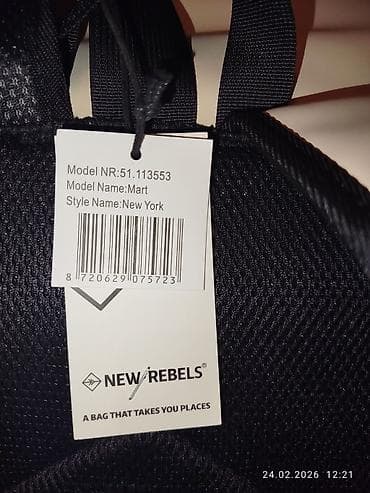 Model NR:51.113553
Model Name:Mart
Style Name:New York
8 720629 075723
NEW REBELS®
A BAG THAT TAKES YOU PLACES
24.02.2026 12:21